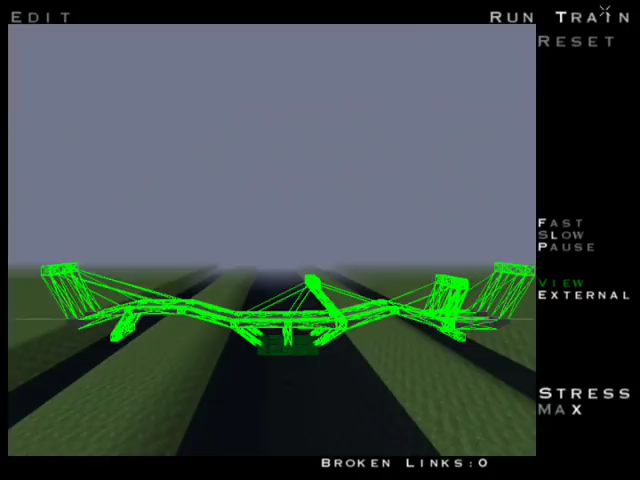 Edit
Run Train
Reset
Fast
Slow
Pause
View
External
Stress
Max
Broken Links:0